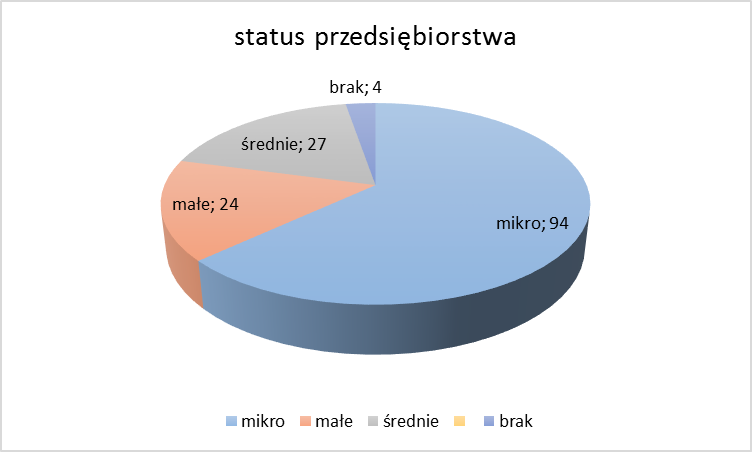 status przedsiębiorstwa
brak; 4
średnie; 27
małe; 24
mikro; 94
mikro małe średnie brak